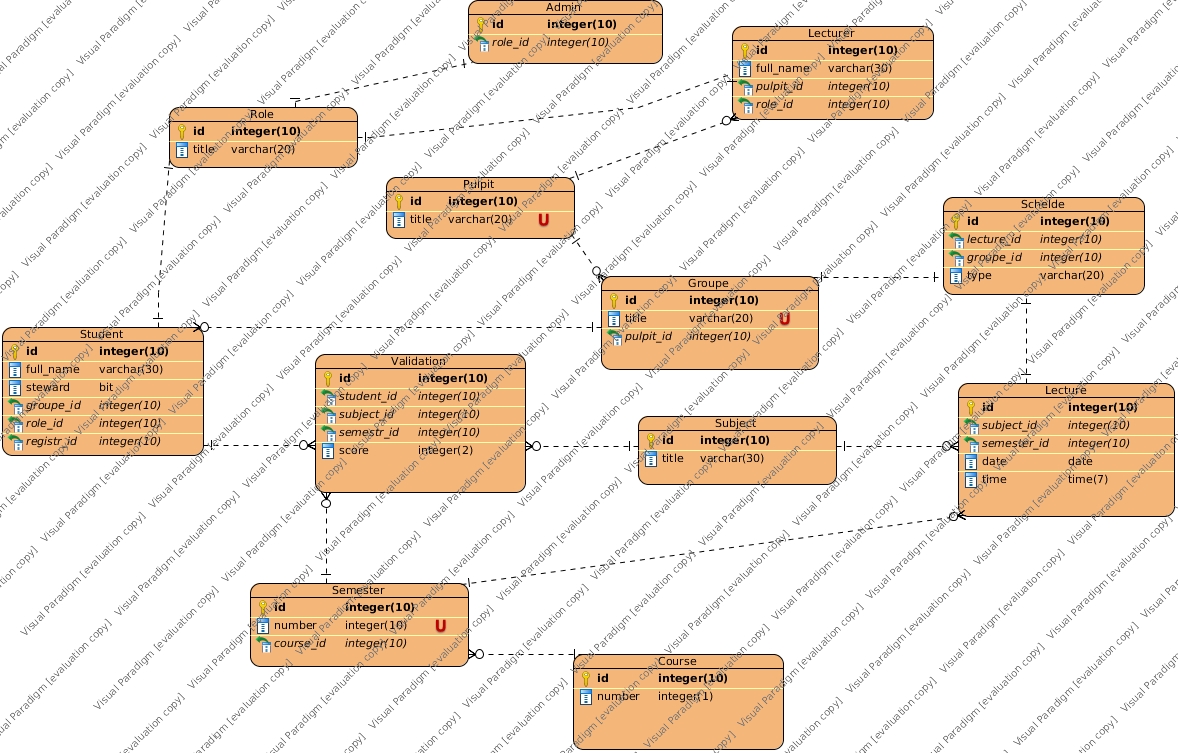 Admin
id integer(10)
role_id integer(10)
Lecturer
id integer(10)
full_name varchar(30)
pulpit_id integer(10)
role_id integer(10)
Role
id integer(10)
title varchar(20)
Pulpit
id integer(10)
title varchar(20) U
Schelde
id integer(10)
lecture_id integer(10)
groupe_id integer(10)
type varchar(20)
Groupe
id integer(10)
title varchar(20) U
pulpit_id integer(10)
Student
id integer(10)
full_name varchar(30)
steward bit
groupe_id integer(10)
role_id integer(10)
registr_id integer(10)
Validation
id integer(10)
student_id integer(10)
subject_id integer(10)
semestr_id integer(10)
score integer(2)
Subject
id integer(10)
title varchar(30)
Lecture
id integer(10)
subject_id integer(10)
semester_id integer(10)
date date
time time(7)
Semester
id integer(10)
number integer(10) U
course_id integer(10)
Course
id integer(10)
number integer(1)
Visual Paradigm [evaluation copy]